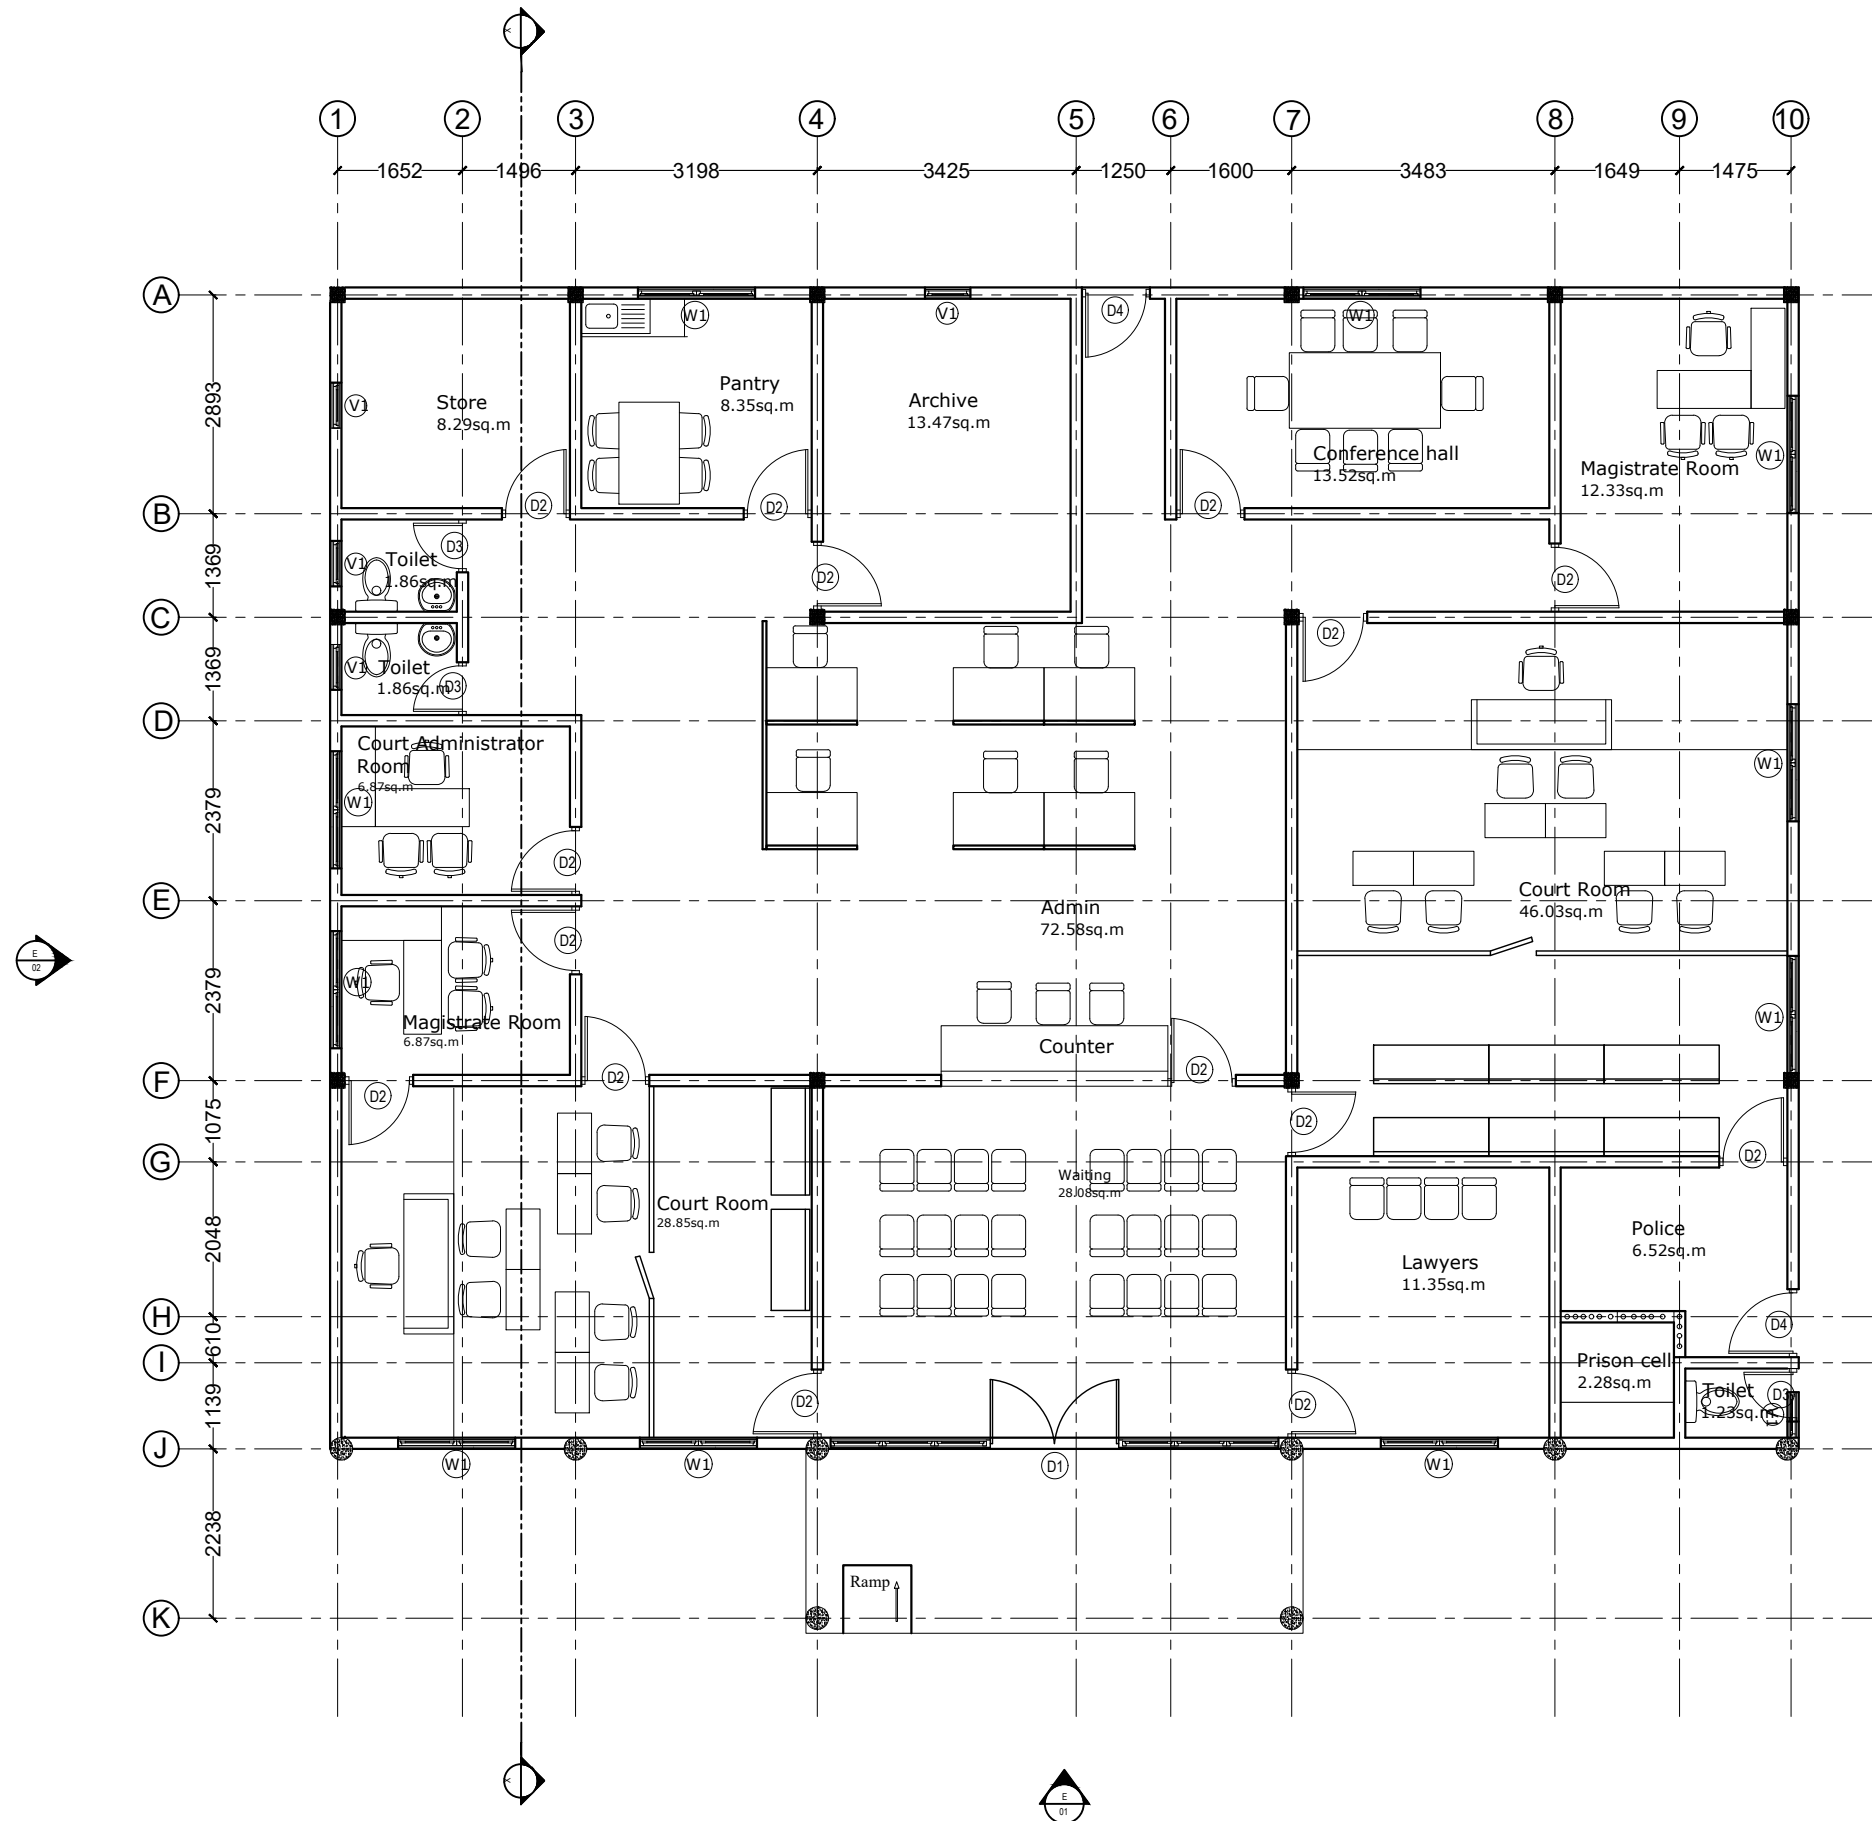 1 2 3 4 5 6 7 8 9 10
1652 1496 3198 3425 1250 1600 3483 1649 1475
A
B
C
D
E
F
G
H
I
J
K
2893
1369
1369
2379
2379
1075
2048
610
1139
2238
Store
8.29sq.m
V1
D2
Pantry
8.35sq.m
W1
D2
Archive
13.47sq.m
V1
D2
D4
Conference hall
13.52sq.m
W1
D2
Magistrate Room
12.33sq.m
W1
D2
Toilet
1.86sq.m
V1
D3
Toilet
1.86sq.m
V1
D3
Court Administrator
Room
6.87sq.m
W1
D2
Magistrate Room
6.87sq.m
W1
D2
D2
D2
Admin
72.58sq.m
Counter
D2
Court Room
46.03sq.m
D2
W1
W1
D2
D2
Court Room
28.85sq.m
D2
W1
W1
Waiting
28.08sq.m
D1
Lawyers
11.35sq.m
D2
W1
Police
6.52sq.m
D4
Prison cell
2.28sq.m
Toilet
1.23sq.m
D3
Ramp
E
02
E
01